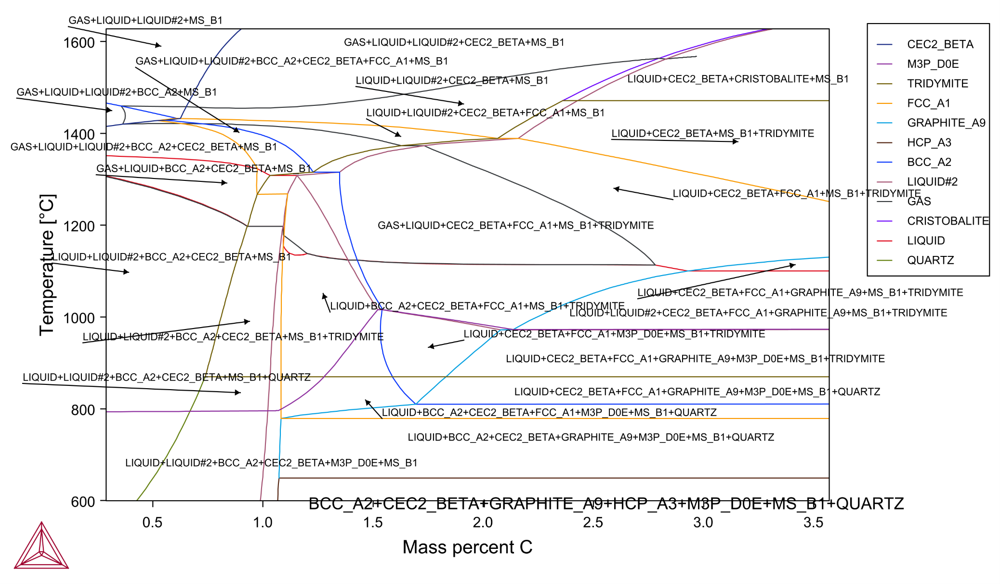 GAS+LIQUID+LIQUID#2+MS_B1
1600
GAS+LIQUID+LIQUID#2+CEC2_BETA+MS_B1
GAS+LIQUID+LIQUID#2+BCC_A2+CEC2_BETA+FCC_A1+MS_B1
LIQUID+LIQUID#2+CEC2_BETA+MS_B1
LIQUID+CEC2_BETA+CRISTOBALITE+MS_B1
GAS+LIQUID+LIQUID#2+BCC_A2+MS_B1
LIQUID+LIQUID#2+CEC2_BETA+FCC_A1+MS_B1
1400
LIQUID+CEC2_BETA+MS_B1+TRIDYMITE
GAS+LIQUID+LIQUID#2+BCC_A2+CEC2_BETA+MS_B1
GAS+LIQUID+BCC_A2+CEC2_BETA+MS_B1
LIQUID+CEC2_BETA+FCC_A1+MS_B1+TRIDYMITE
1200
GAS+LIQUID+CEC2_BETA+FCC_A1+MS_B1+TRIDYMITE
LIQUID+LIQUID#2+BCC_A2+CEC2_BETA+MS_B1
Temperature [°C]
LIQUID+CEC2_BETA+FCC_A1+GRAPHITE_A9+MS_B1+TRIDYMITE
LIQUID+BCC_A2+CEC2_BETA+FCC_A1+MS_B1+TRIDYMITE
LIQUID+LIQUID#2+CEC2_BETA+FCC_A1+GRAPHITE_A9+MS_B1+TRIDYMITE
1000
LIQUID+CEC2_BETA+FCC_A1+M3P_D0E+MS_B1+TRIDYMITE
LIQUID+LIQUID#2+BCC_A2+CEC2_BETA+MS_B1+TRIDYMITE
LIQUID+CEC2_BETA+FCC_A1+GRAPHITE_A9+M3P_D0E+MS_B1+TRIDYMITE
LIQUID+LIQUID#2+BCC_A2+CEC2_BETA+MS_B1+QUARTZ
LIQUID+CEC2_BETA+FCC_A1+GRAPHITE_A9+M3P_D0E+MS_B1+QUARTZ
800
LIQUID+BCC_A2+CEC2_BETA+FCC_A1+M3P_D0E+MS_B1+QUARTZ
LIQUID+BCC_A2+CEC2_BETA+GRAPHITE_A9+M3P_D0E+MS_B1+QUARTZ
LIQUID+LIQUID#2+BCC_A2+CEC2_BETA+M3P_D0E+MS_B1
600
BCC_A2+CEC2_BETA+GRAPHITE_A9+HCP_A3+M3P_D0E+MS_B1+QUARTZ
0.5 1.0 1.5 2.0 2.5 3.0 3.5
Mass percent C
CEC2_BETA
M3P_D0E
TRIDYMITE
FCC_A1
GRAPHITE_A9
HCP_A3
BCC_A2
LIQUID#2
GAS
CRISTOBALITE
LIQUID
QUARTZ